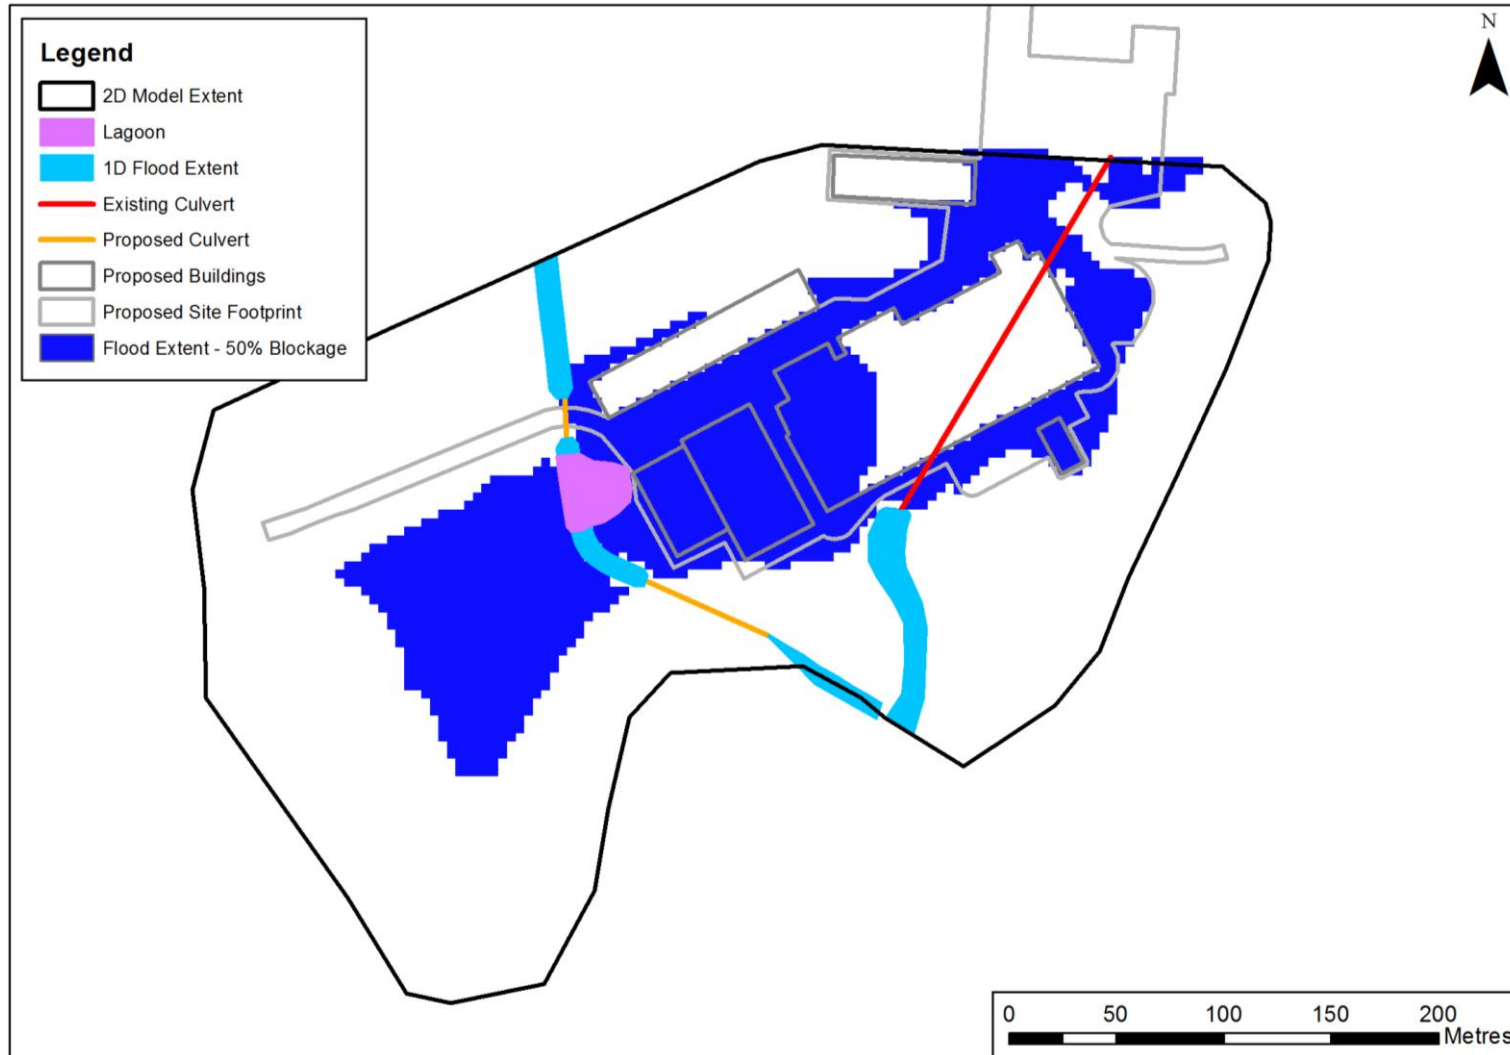 N
Legend
2D Model Extent
Lagoon
1D Flood Extent
Existing Culvert
Proposed Culvert
Proposed Buildings
Proposed Site Footprint
Flood Extent - 50% Blockage
0 50 100 150 200
Metres